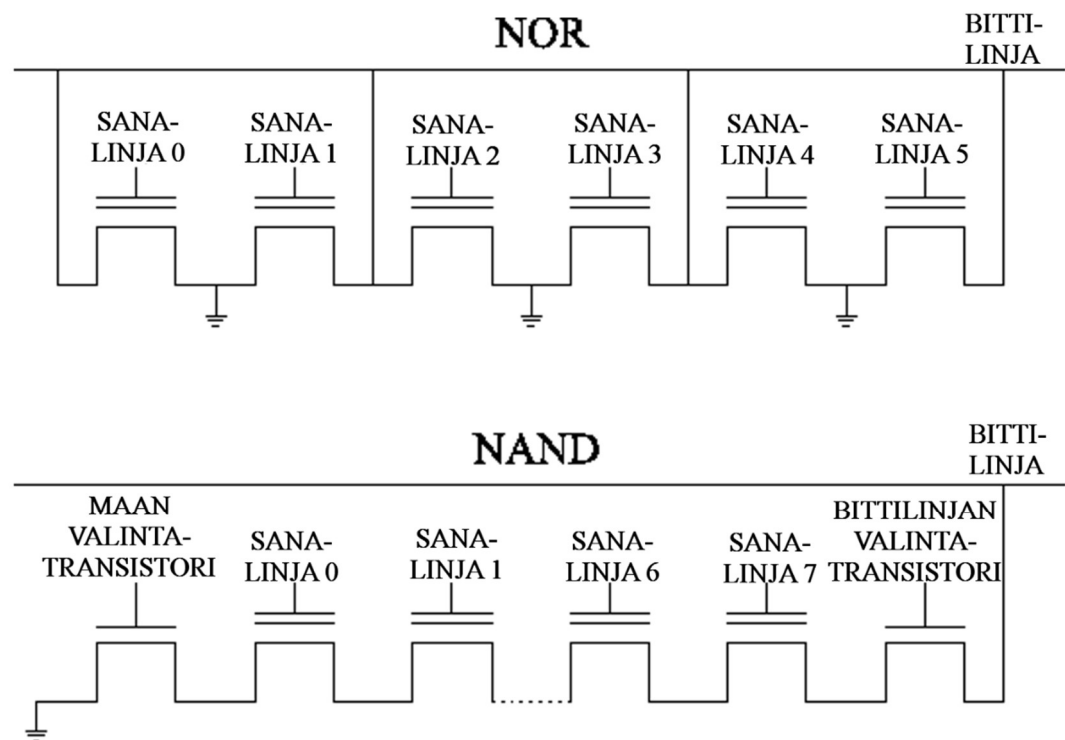 NOR
BITTI-
LINJA
SANA-
LINJA 0
SANA-
LINJA 1
SANA-
LINJA 2
SANA-
LINJA 3
SANA-
LINJA 4
SANA-
LINJA 5
NAND
BITTI-
LINJA
MAAN
VALINTA-
TRANSISTORI
SANA-
LINJA 0
SANA-
LINJA 1
SANA-
LINJA 6
SANA-
LINJA 7
BITTILINJAN
VALINTA-
TRANSISTORI